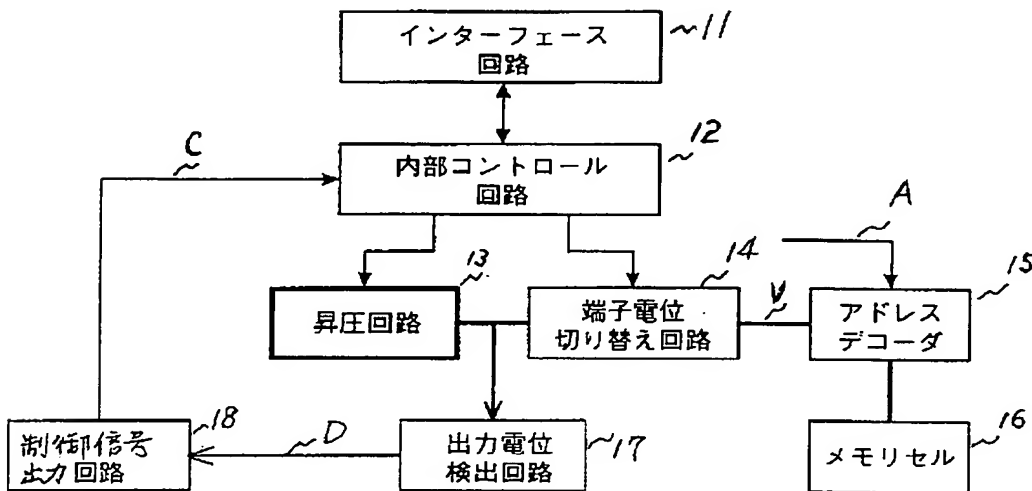 インターフェース
回路
11
内部コントロール
回路
12
C
A
昇圧回路
13
端子電位
切り替え回路
14
V
アドレス
デコーダ
15
制御信号
出力回路
18
D
出力電位
検出回路
17
メモリセル
16